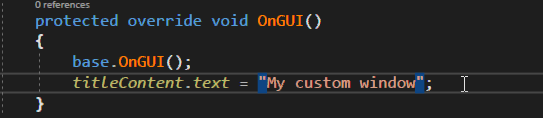 0 references
protected override void OnGUI()
{
base.OnGUI();
titleContent.text = "My custom window";
}